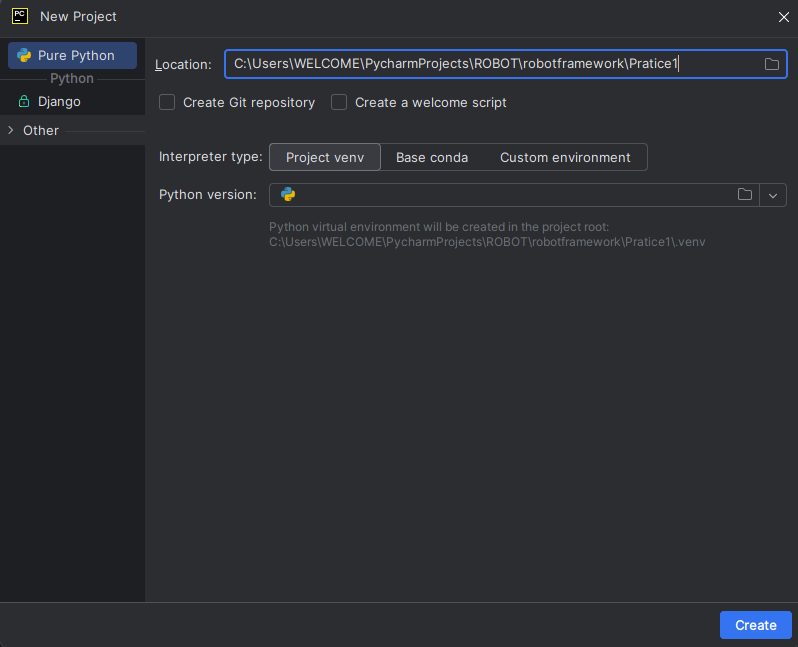 PC
New Project
Pure Python
Python
Django
Other
Location: C:\Users\WELCOME\PycharmProjects\ROBOT\robotframework\Pratice1
Create Git repository Create a welcome script
Interpreter type: Project venv Base conda Custom environment
Python version:
Python virtual environment will be created in the project root:
C:\Users\WELCOME\PycharmProjects\ROBOT\robotframework\Pratice1\.venv
Create